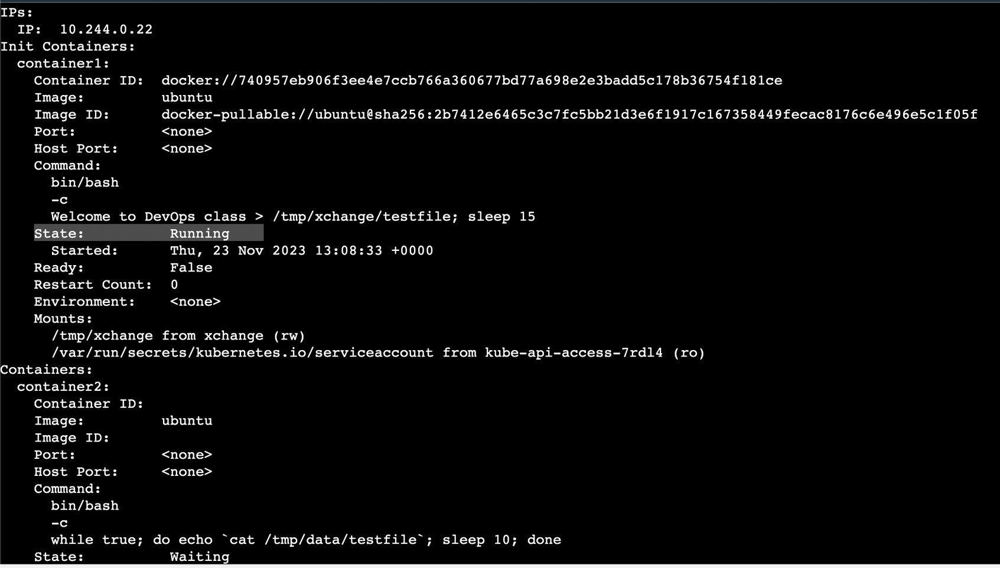 IPs:
  IP:  10.244.0.22
Init Containers:
  container1:
    Container ID:  docker://740957eb906f3ee4e7ccb766a360677bd77a698e2e3badd5c178b36754f181ce
    Image:         ubuntu
    Image ID:      docker-pullable://ubuntu@sha256:2b7412e6465c3c7fc5bb21d3e6f1917c167358449fecac8176c6e496e5c1f05f
    Port:          <none>
    Host Port:     <none>
    Command:
      bin/bash
      -c
      Welcome to DevOps class > /tmp/xchange/testfile; sleep 15
    State:          Running
      Started:      Thu, 23 Nov 2023 13:08:33 +0000
    Ready:          False
    Restart Count:  0
    Environment:    <none>
    Mounts:
      /tmp/xchange from xchange (rw)
      /var/run/secrets/kubernetes.io/serviceaccount from kube-api-access-7rdl4 (ro)
Containers:
  container2:
    Container ID:
    Image:         ubuntu
    Image ID:
    Port:          <none>
    Host Port:     <none>
    Command:
      bin/bash
      -c
      while true; do echo `cat /tmp/data/testfile`; sleep 10; done
    State:          Waiting